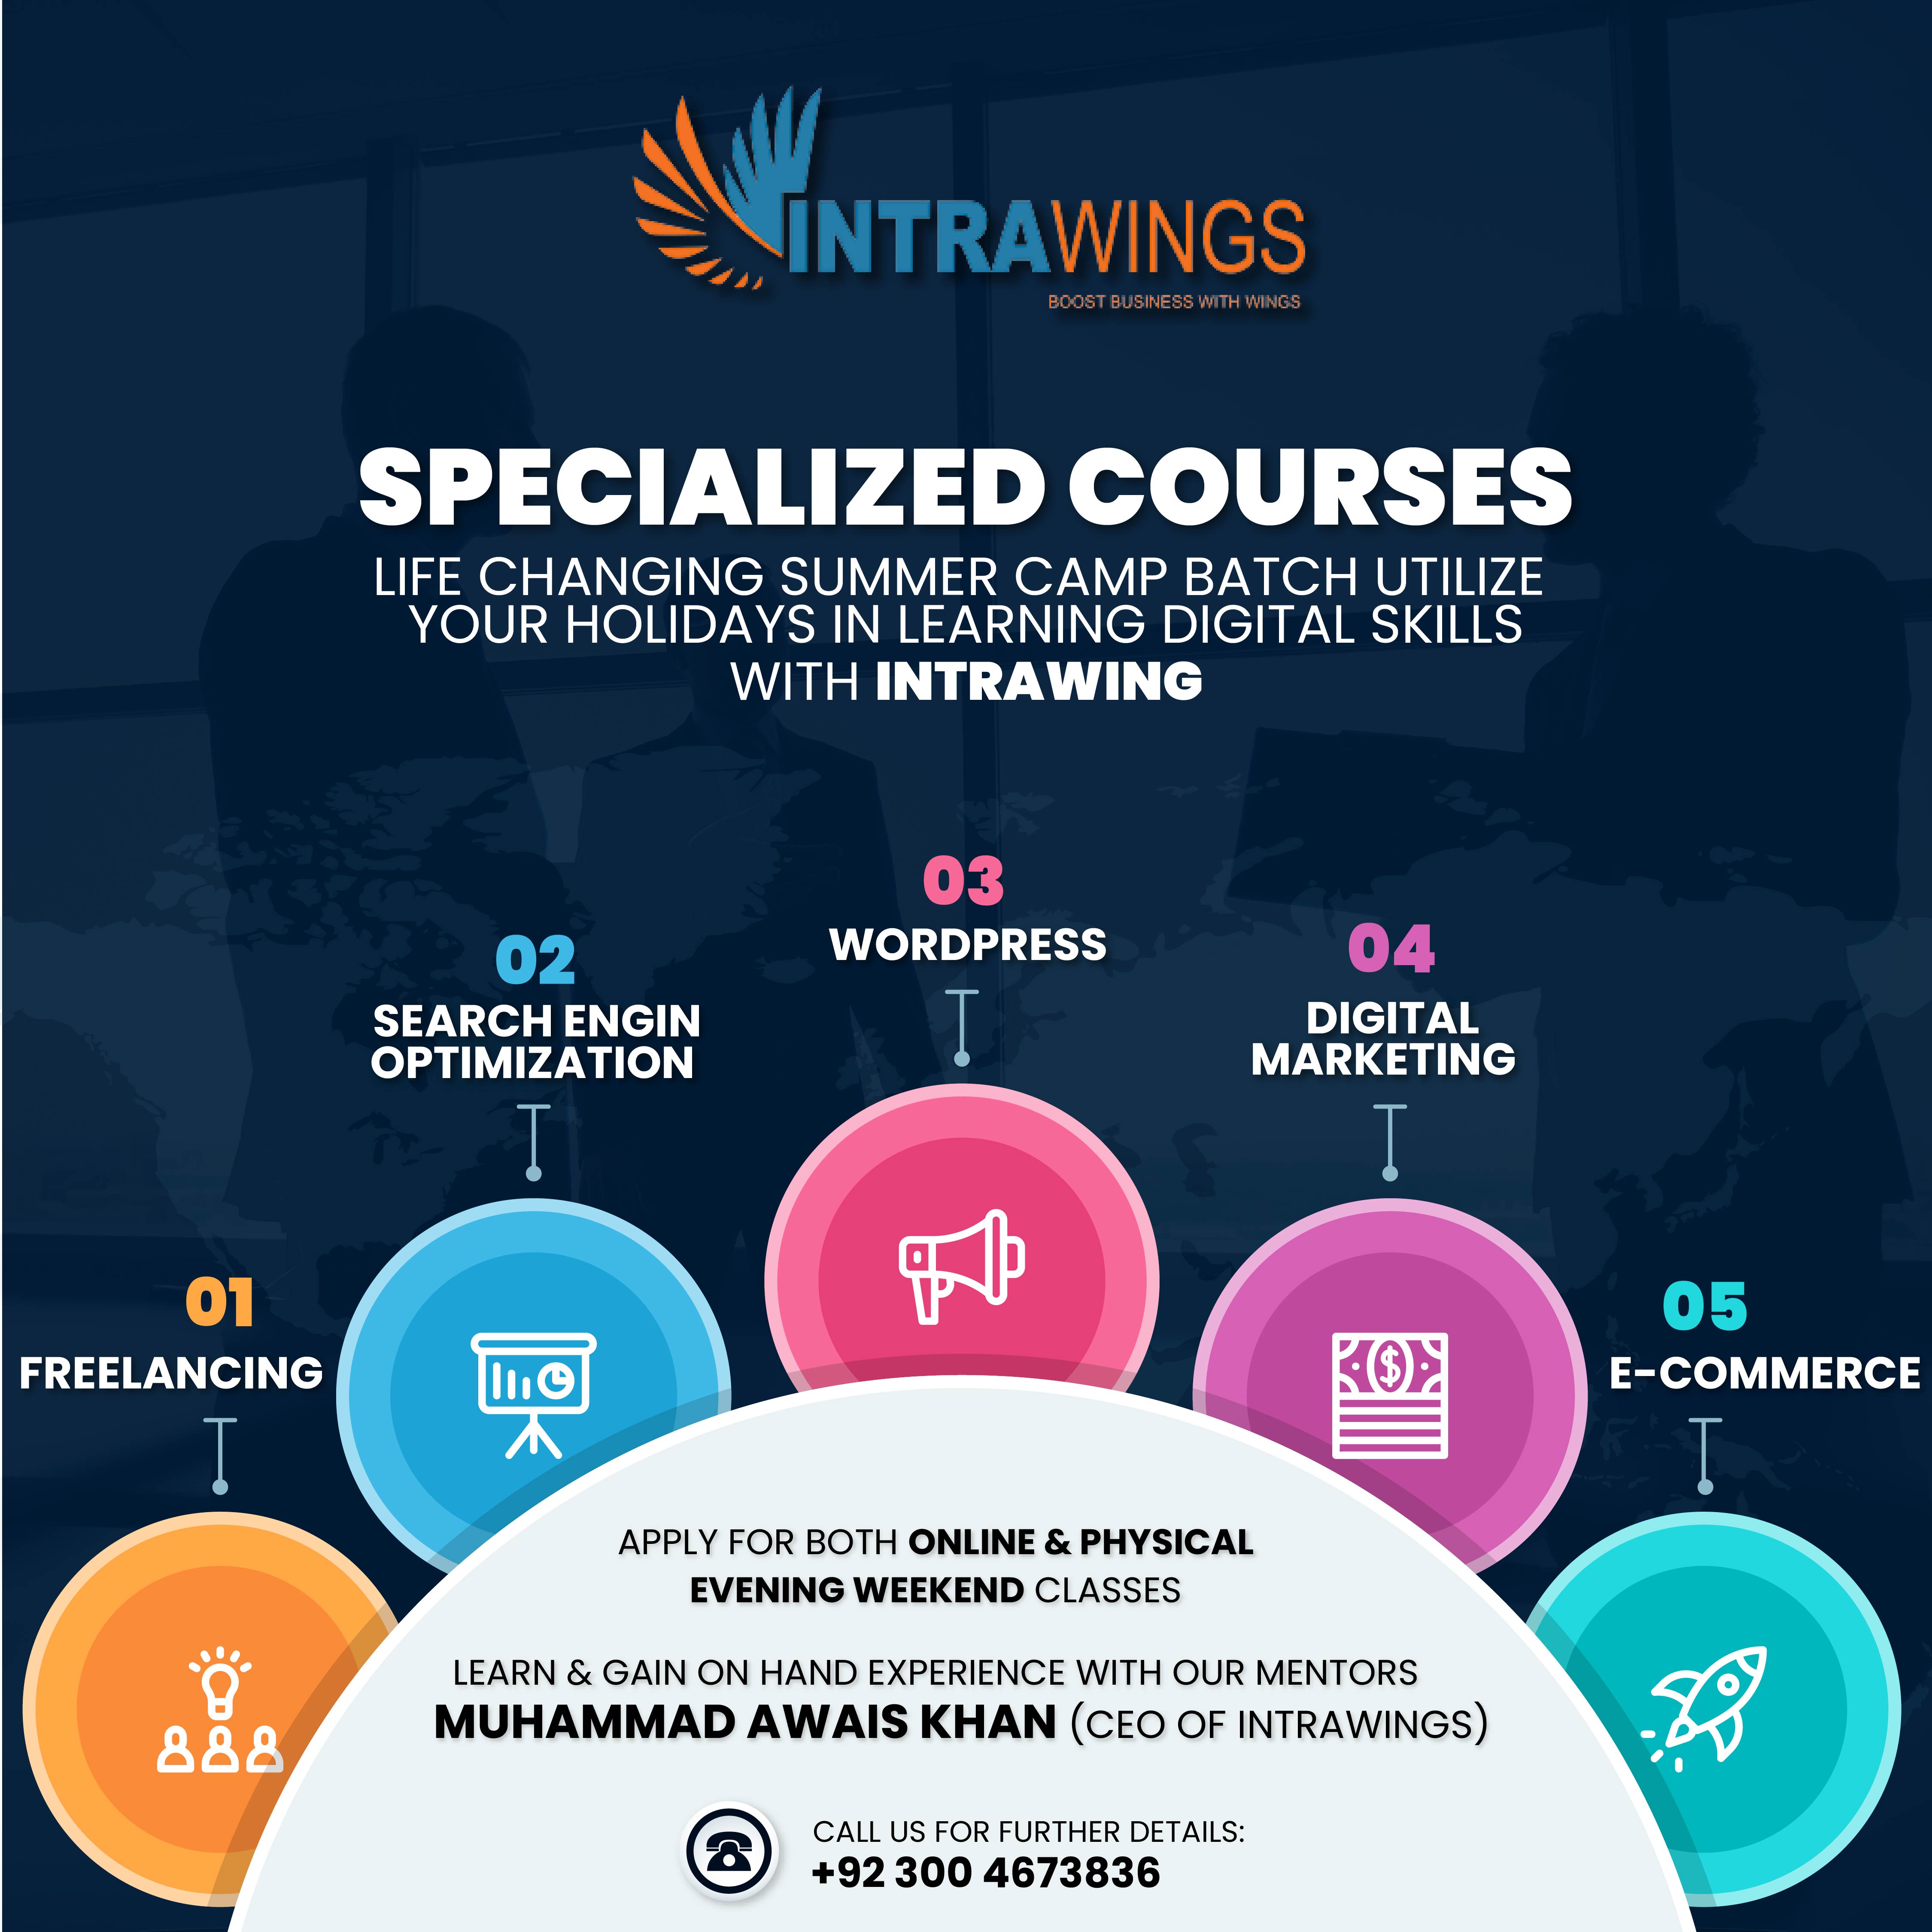 INTRAWINGS
BOOST BUSINESS WITH WINGS
SPECIALIZED COURSES
LIFE CHANGING SUMMER CAMP BATCH UTILIZE
YOUR HOLIDAYS IN LEARNING DIGITAL SKILLS
WITH INTRAWING
01
FREELANCING
02
SEARCH ENGIN
OPTIMIZATION
03
WORDPRESS
04
DIGITAL
MARKETING
05
E-COMMERCE
$
APPLY FOR BOTH ONLINE & PHYSICAL
EVENING WEEKEND CLASSES
LEARN & GAIN ON HAND EXPERIENCE WITH OUR MENTORS
MUHAMMAD AWAIS KHAN (CEO OF INTRAWINGS)
CALL US FOR FURTHER DETAILS:
+92 300 4673836